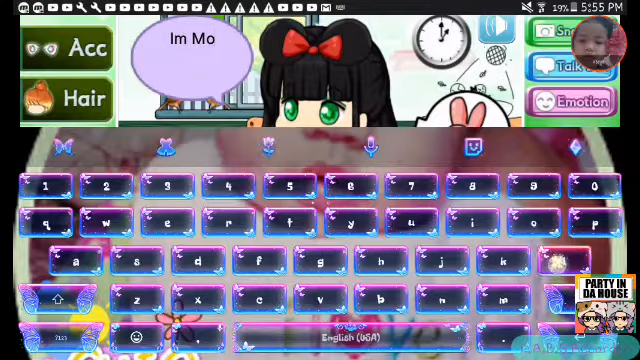 19% 5:55 PM
Acc
Im Mo
Talk
Hair
Emotion
1 2 3 4 5 6 7 8 9 0
q w e r t y u i o p
a s d f g h j k
PARTY IN
DA HOUSE
z x c v b n m
?123 , English (USA) .